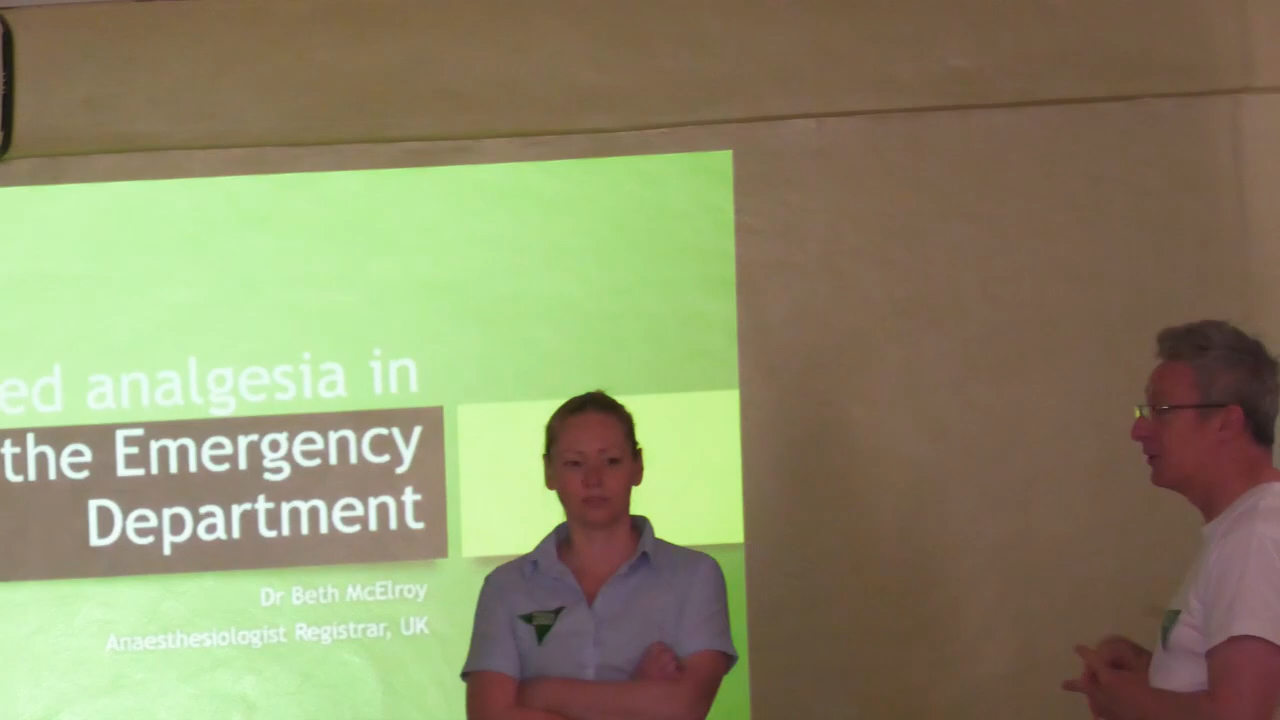 ed analgesia in
the Emergency
Department
Dr Beth McElroy
Anaesthesiologist Registrar, UK